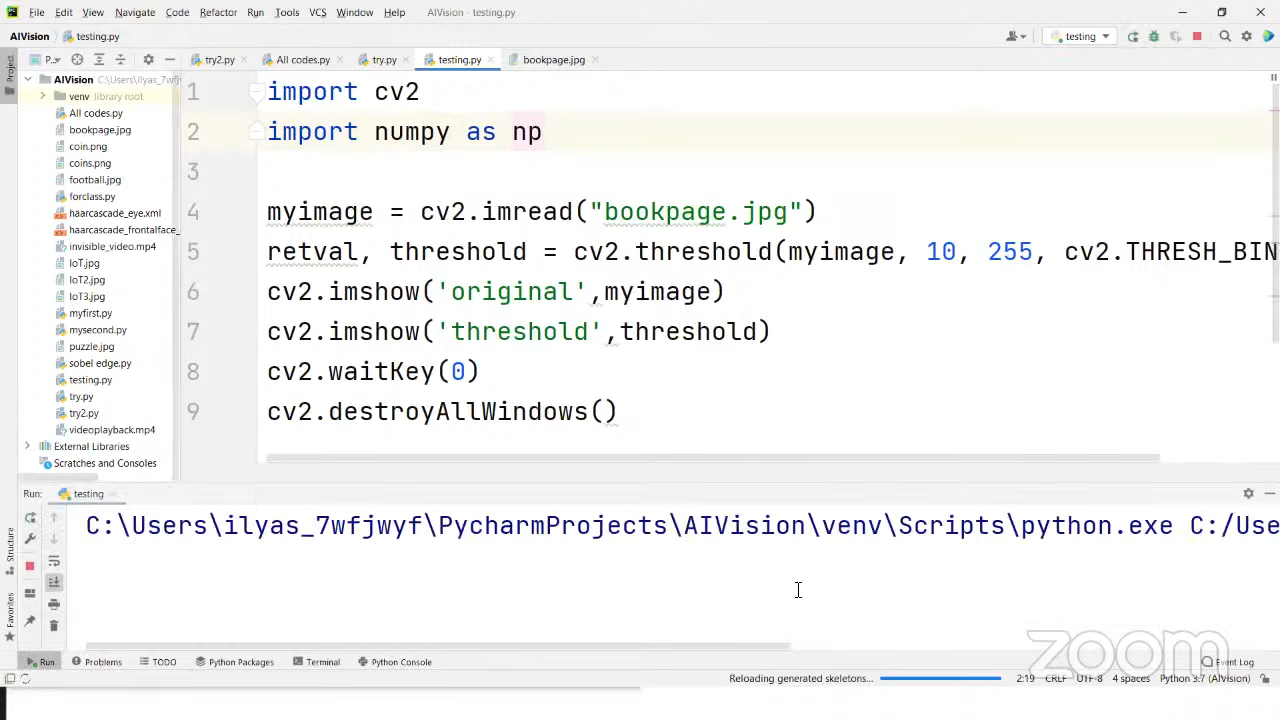 File Edit View Navigate Code Refactor Run Tools VCS Window Help AIVision - testing.py
AIVision testing.py testing
P... try2.py All codes.py try.py testing.py bookpage.jpg
Project
AIVision C:\Users\ilyas_7wfj
venv library root
All codes.py
bookpage.jpg
coin.png
coins.png
football.jpg
forclass.py
haarcascade_eye.xml
haarcascade_frontalface_
invisible_video.mp4
IoT.jpg
IoT2.jpg
IoT3.jpg
myfirst.py
mysecond.py
puzzle.jpg
sobel edge.py
testing.py
try.py
try2.py
videoplayback.mp4
External Libraries
Scratches and Consoles
1 import cv2
2 import numpy as np
3
4 myimage = cv2.imread("bookpage.jpg")
5 retval, threshold = cv2.threshold(myimage, 10, 255, cv2.THRESH_BIN
6 cv2.imshow('original',myimage)
7 cv2.imshow('threshold',threshold)
8 cv2.waitKey(0)
9 cv2.destroyAllWindows()
Run: testing
C:\Users\ilyas_7wfjwyf\PycharmProjects\AIVision\venv\Scripts\python.exe C:/Use
Structure
Favorites
zoom
Run Problems TODO Python Packages Terminal Python Console Event Log
Reloading generated skeletons... 2:19 CRLF UTF-8 4 spaces Python 3.7 (AIVision)